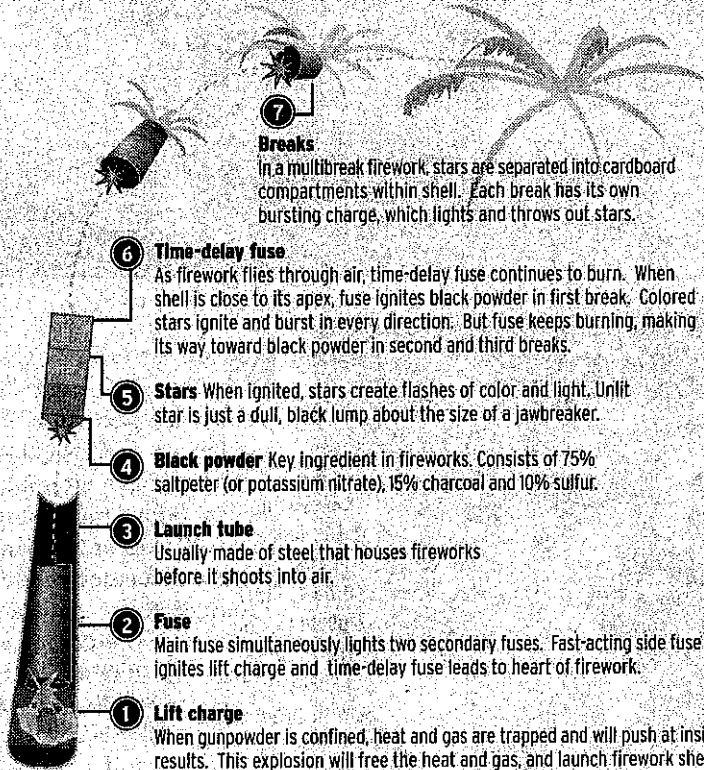 7
Breaks
In a multibreak firework, stars are separated into cardboard
compartments within shell. Each break has its own
bursting charge, which lights and throws out stars.
6 Time-delay fuse
As firework flies through air, time-delay fuse continues to burn. When
shell is close to its apex, fuse ignites black powder in first break. Colored
stars ignite and burst in every direction. But fuse keeps burning, making
its way toward black powder in second and third breaks.
5 Stars When ignited, stars create flashes of color and light. Unlit
star is just a dull, black lump about the size of a jawbreaker.
4 Black powder Key ingredient in fireworks. Consists of 75%
saltpeter (or potassium nitrate), 15% charcoal and 10% sulfur.
3 Launch tube
Usually made of steel that houses fireworks
before it shoots into air.
2 Fuse
Main fuse simultaneously lights two secondary fuses. Fast-acting side fuse
ignites lift charge and time-delay fuse leads to heart of firework.
1 Lift charge
When gunpowder is confined, heat and gas are trapped and will push at insi
results. This explosion will free the heat and gas, and launch firework she